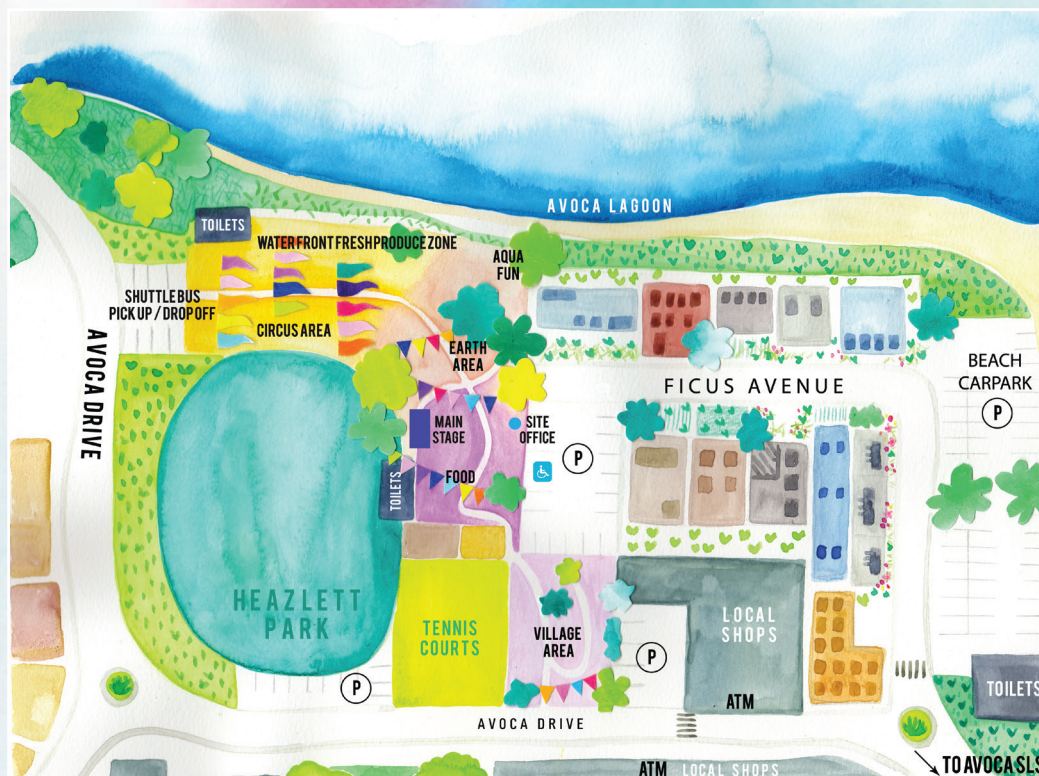 AVOCA LAGOON
TOILETS
WATER FRONT FRESH PRODUCE ZONE
AQUA
FUN
SHUTTLE BUS
PICK UP / DROP OFF
CIRCUS AREA
AVOCA DRIVE
EARTH
AREA
FICUS AVENUE
BEACH
CARPARK
P
MAIN
STAGE
SITE
OFFICE
P
FOOD
TOILETS
HEAZLETT
PARK
TENNIS
COURTS
VILLAGE
AREA
LOCAL
SHOPS
P
P
ATM
TOILETS
AVOCA DRIVE
TO AVOCA SLS
ATM LOCAL SHOPS